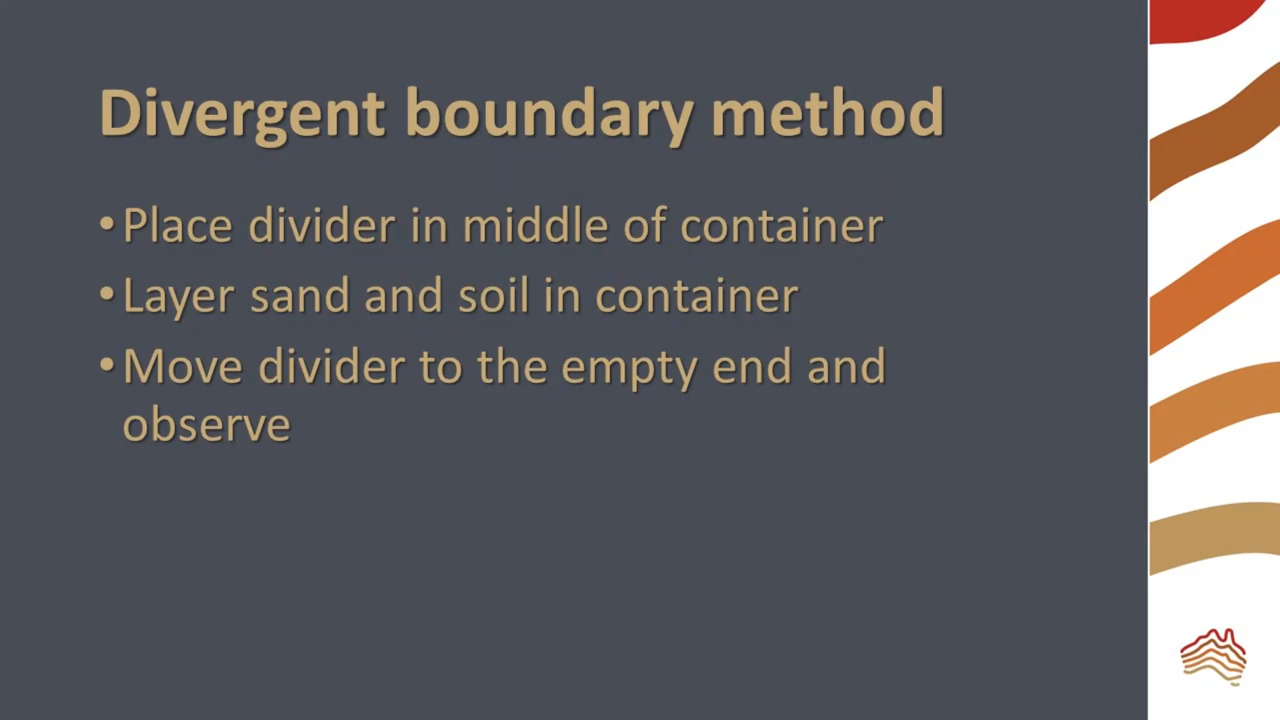 Divergent boundary method
•Place divider in middle of container
•Layer sand and soil in container
•Move divider to the empty end and
observe